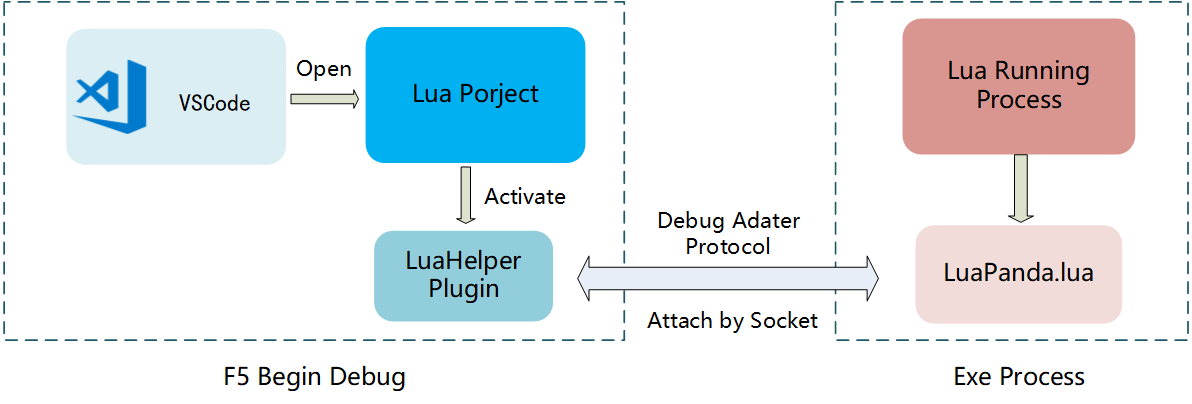 VSCode
Open
Lua Porject
Activate
LuaHelper
Plugin
Debug Adater
Protocol
Attach by Socket
Lua Running
Process
LuaPanda.lua
F5 Begin Debug
Exe Process